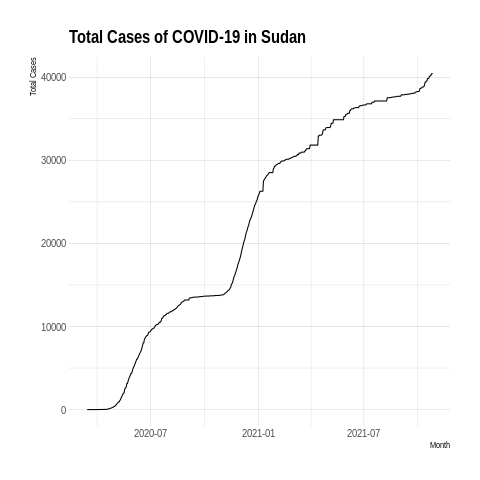 Total Cases of COVID-19 in Sudan
Total Cases
40000
30000
20000
10000
0
2020-07
2021-01
2021-07
Month